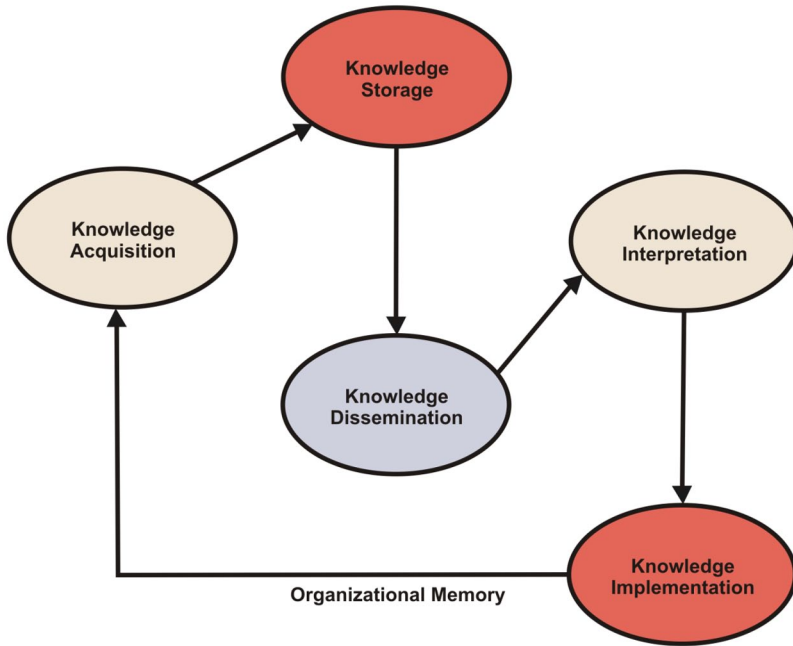 Knowledge
Storage
Knowledge
Acquisition
Knowledge
Interpretation
Knowledge
Dissemination
Knowledge
Implementation
Organizational Memory